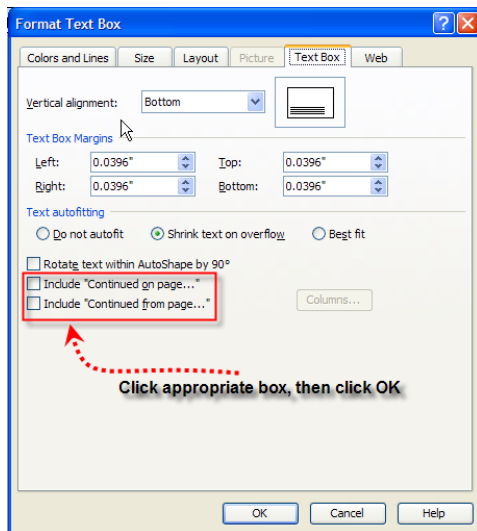 Format Text Box
Colors and Lines Size Layout Picture Text Box Web
Vertical alignment: Bottom
Text Box Margins
Left: 0.0396" Top: 0.0396"
Right: 0.0396" Bottom: 0.0396"
Text autofitting
Do not autofit Shrink text on overflow Best fit
Rotate text within AutoShape by 90°
Include "Continued on page..."
Include "Continued from page..." Columns...
Click appropriate box, then click OK
OK Cancel Help